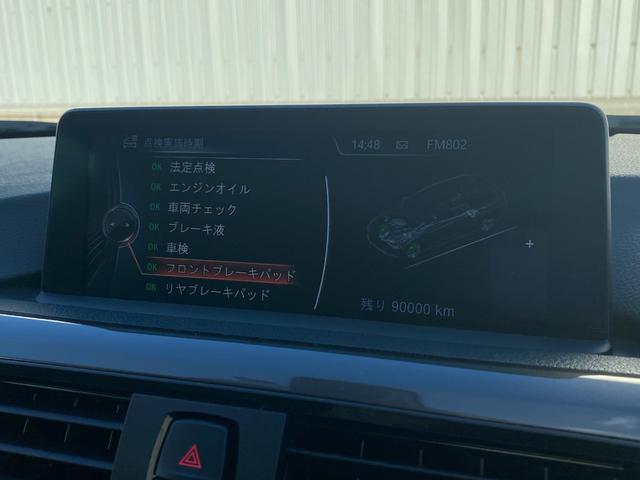 点検実施時期
14:48 FM802
OK 法定点検
OK エンジンオイル
OK 車両チェック
OK ブレーキ液
OK 車検
OK フロントブレーキパッド
OK リヤブレーキパッド
残り 90000 km